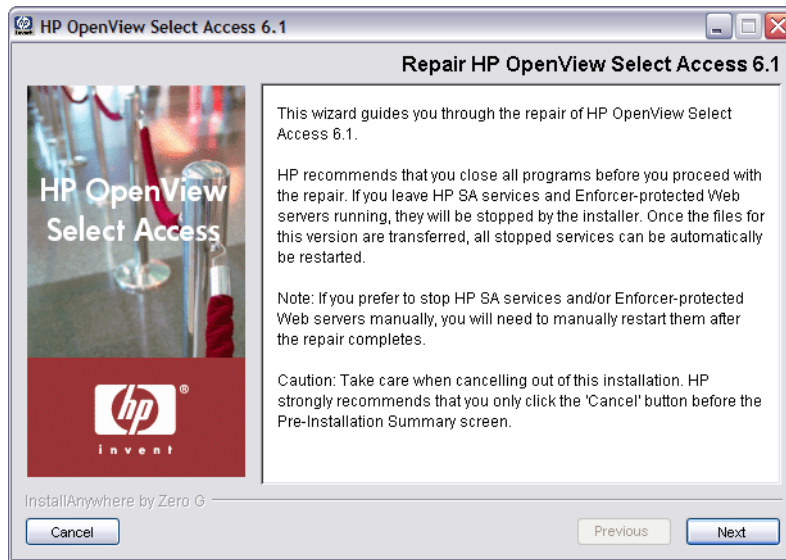 HP OpenView Select Access 6.1
Repair HP OpenView Select Access 6.1
HP OpenView
Select Access
hp
®
invent
This wizard guides you through the repair of HP OpenView Select
Access 6.1.
HP recommends that you close all programs before you proceed with
the repair. If you leave HP SA services and Enforcer-protected Web
servers running, they will be stopped by the installer. Once the files for
this version are transferred, all stopped services can be automatically
be restarted.
Note: If you prefer to stop HP SA services and/or Enforcer-protected
Web servers manually, you will need to manually restart them after
the repair completes.
Caution: Take care when cancelling out of this installation. HP
strongly recommends that you only click the 'Cancel' button before the
Pre-Installation Summary screen.
InstallAnywhere by Zero G
Cancel
Previous
Next